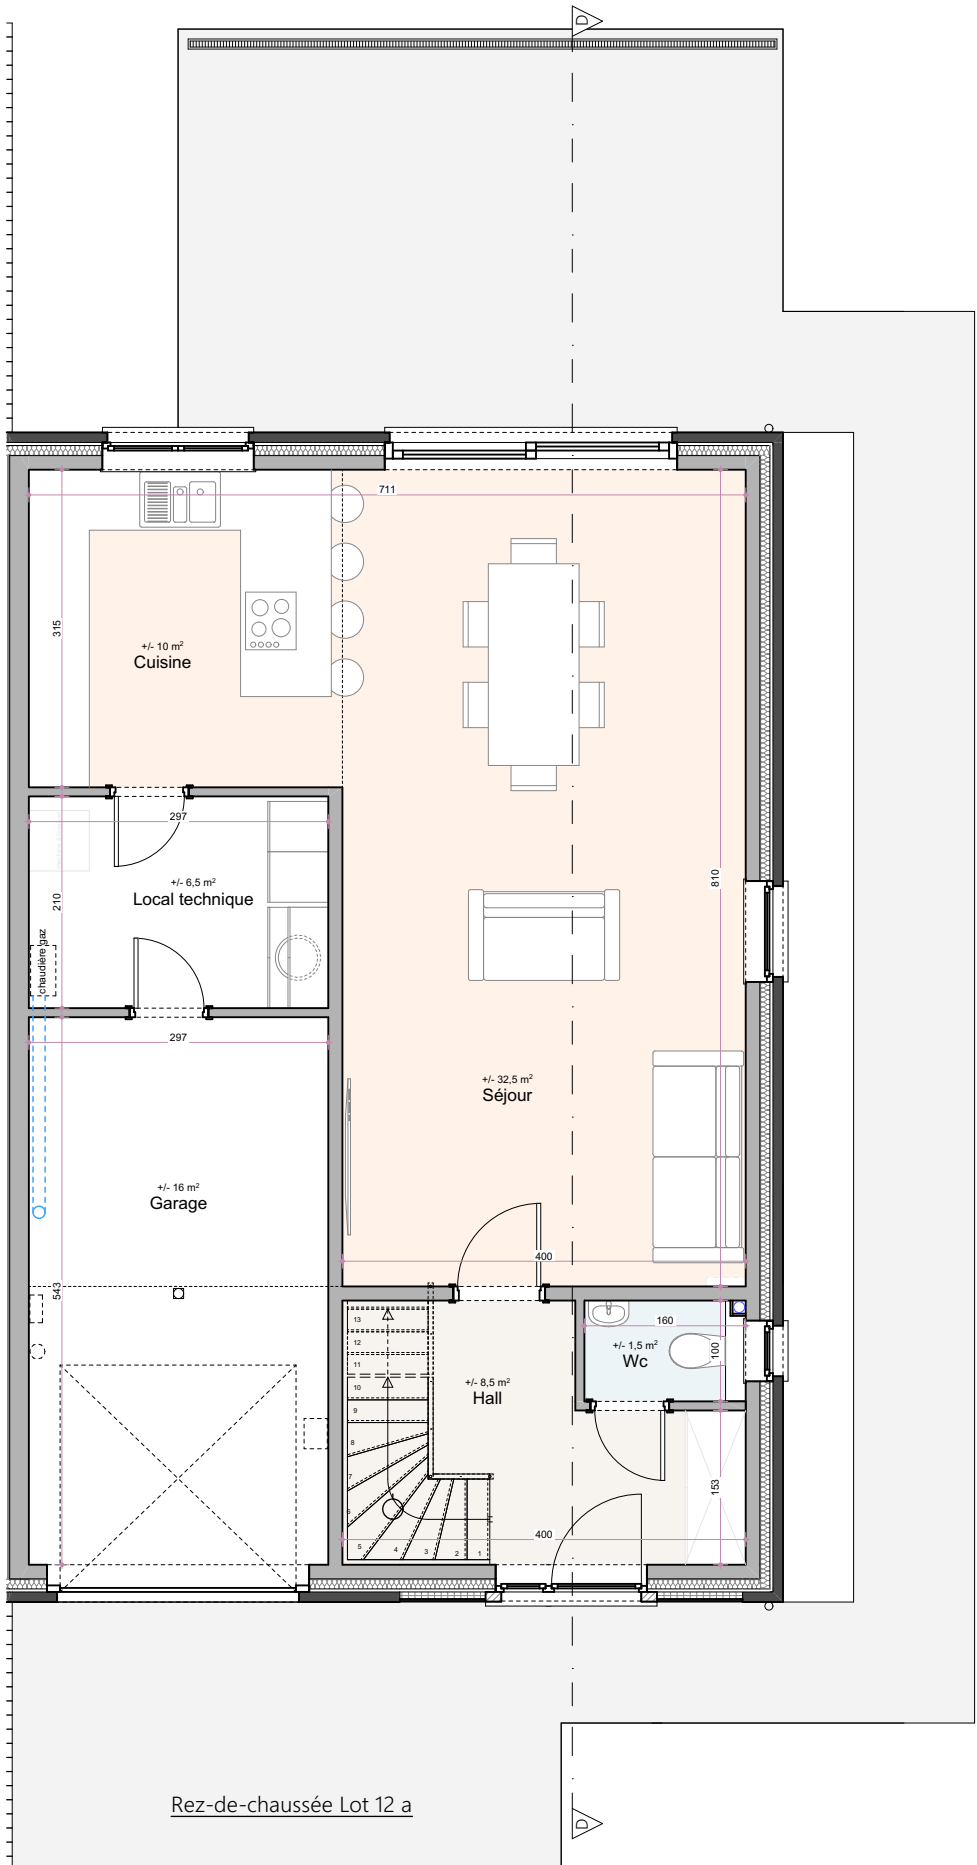 D
711
315
+/- 10 m²
Cuisine
297
+/- 6,5 m²
Local technique
210
chaudière gaz
810
297
+/- 32,5 m²
Séjour
+/- 16 m²
Garage
543
400
160
+/- 1,5 m²
Wc
100
+/- 8,5 m²
Hall
13
12
11
10
9
8
7
6
5
4
3
2
1
153
400
Rez-de-chaussée Lot 12 a
D